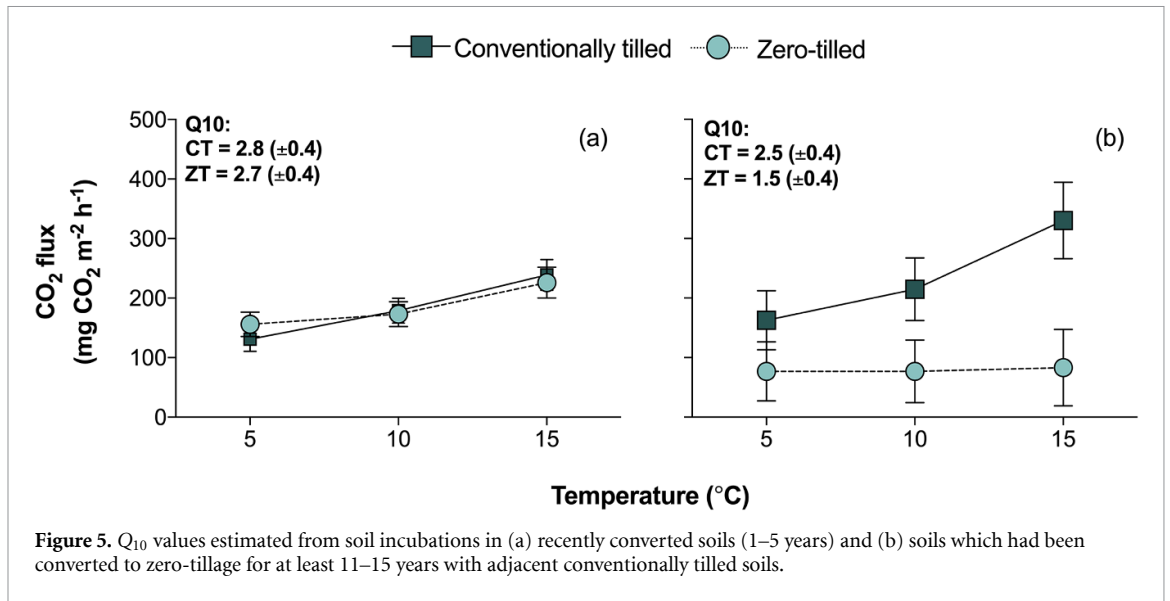 Conventionally tilled Zero-tilled
Q10:
CT = 2.8 (±0.4)
ZT = 2.7 (±0.4)
(a)
Q10:
CT = 2.5 (±0.4)
ZT = 1.5 (±0.4)
(b)
500
400
300
200
100
0
CO2 flux
(mg CO2 m-2 h-1)
5 10 15
5 10 15
Temperature (°C)
Figure 5. Q10 values estimated from soil incubations in (a) recently converted soils (1–5 years) and (b) soils which had been
converted to zero-tillage for at least 11–15 years with adjacent conventionally tilled soils.